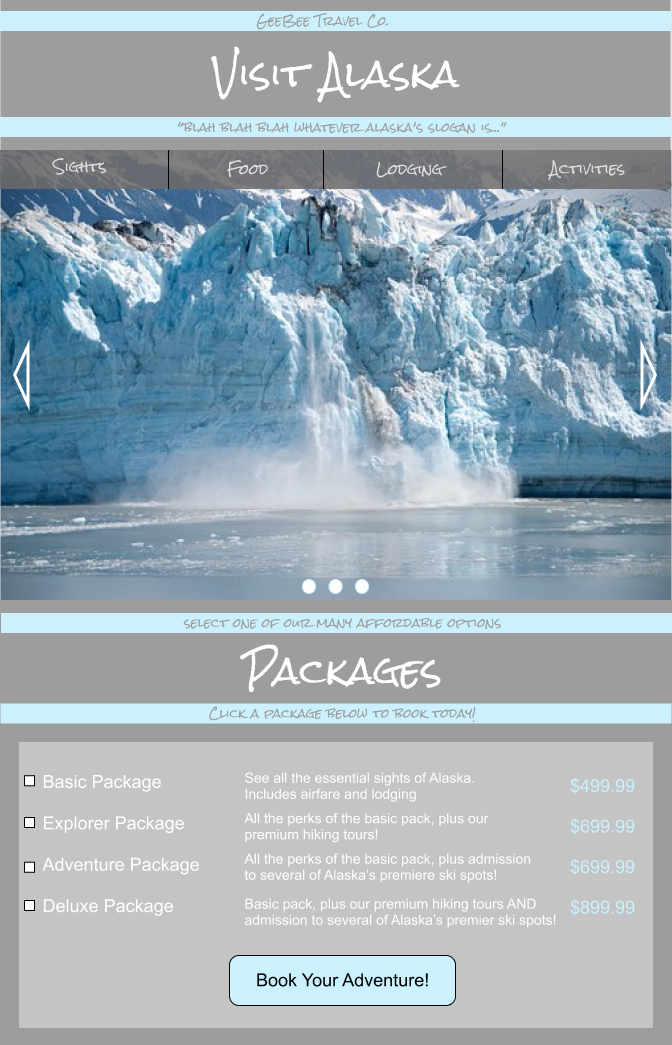 GeeBee Travel Co.
Visit Alaska
"Blah blah blah whatever Alaska's slogan is..."
Sights
Food
Lodging
Activities
select one of our many affordable options
Packages
Click a package below to book today!
Basic Package
See all the essential sights of Alaska.
Includes airfare and lodging
$499.99
Explorer Package
All the perks of the basic pack, plus our
premium hiking tours!
$699.99
Adventure Package
All the perks of the basic pack, plus admission
to several of Alaska's premiere ski spots!
$699.99
Deluxe Package
Basic pack, plus our premium hiking tours AND
admission to several of Alaska's premier ski spots!
$899.99
Book Your Adventure!